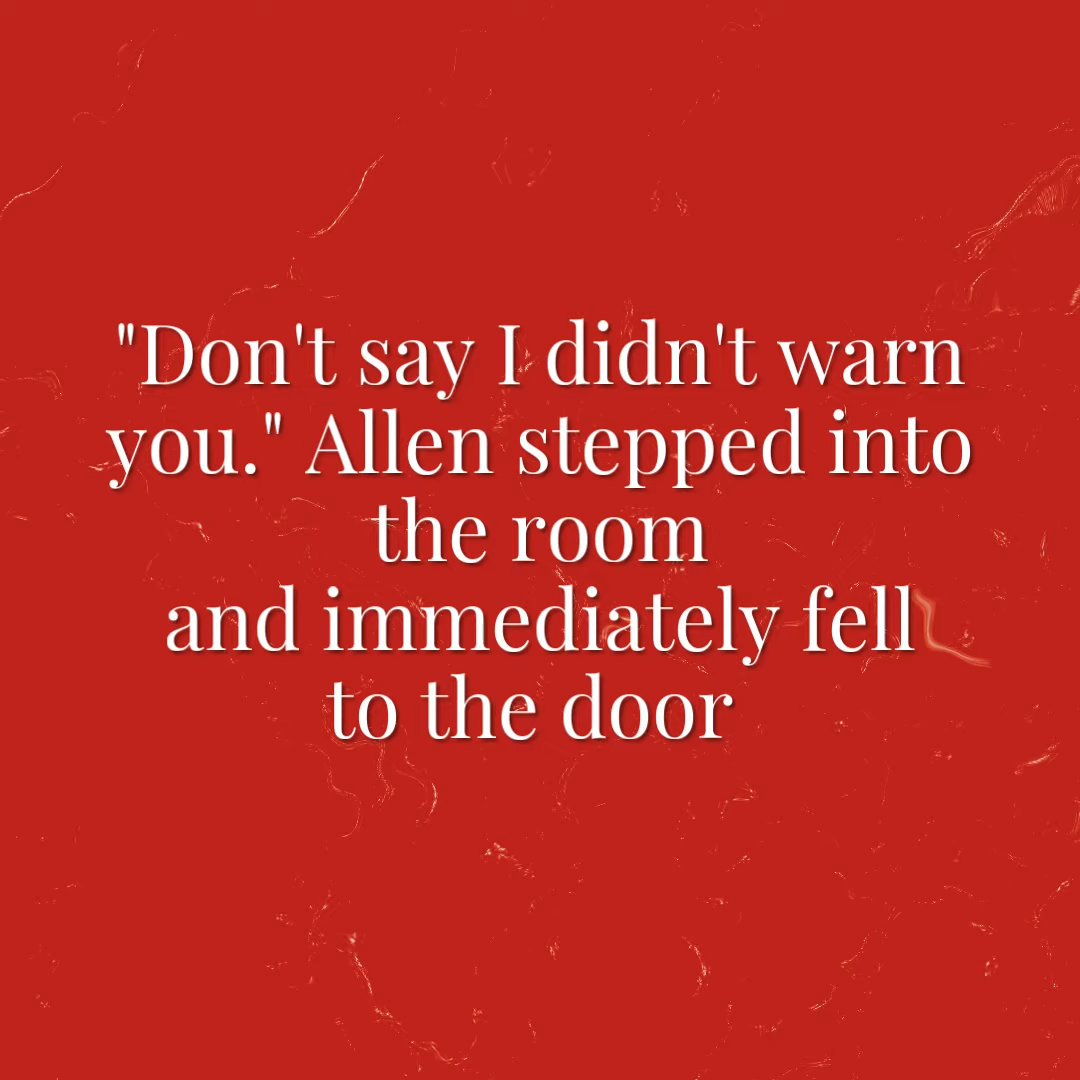 "Don't say I didn't warn
you." Allen stepped into
the room
and immediately fell
to the door